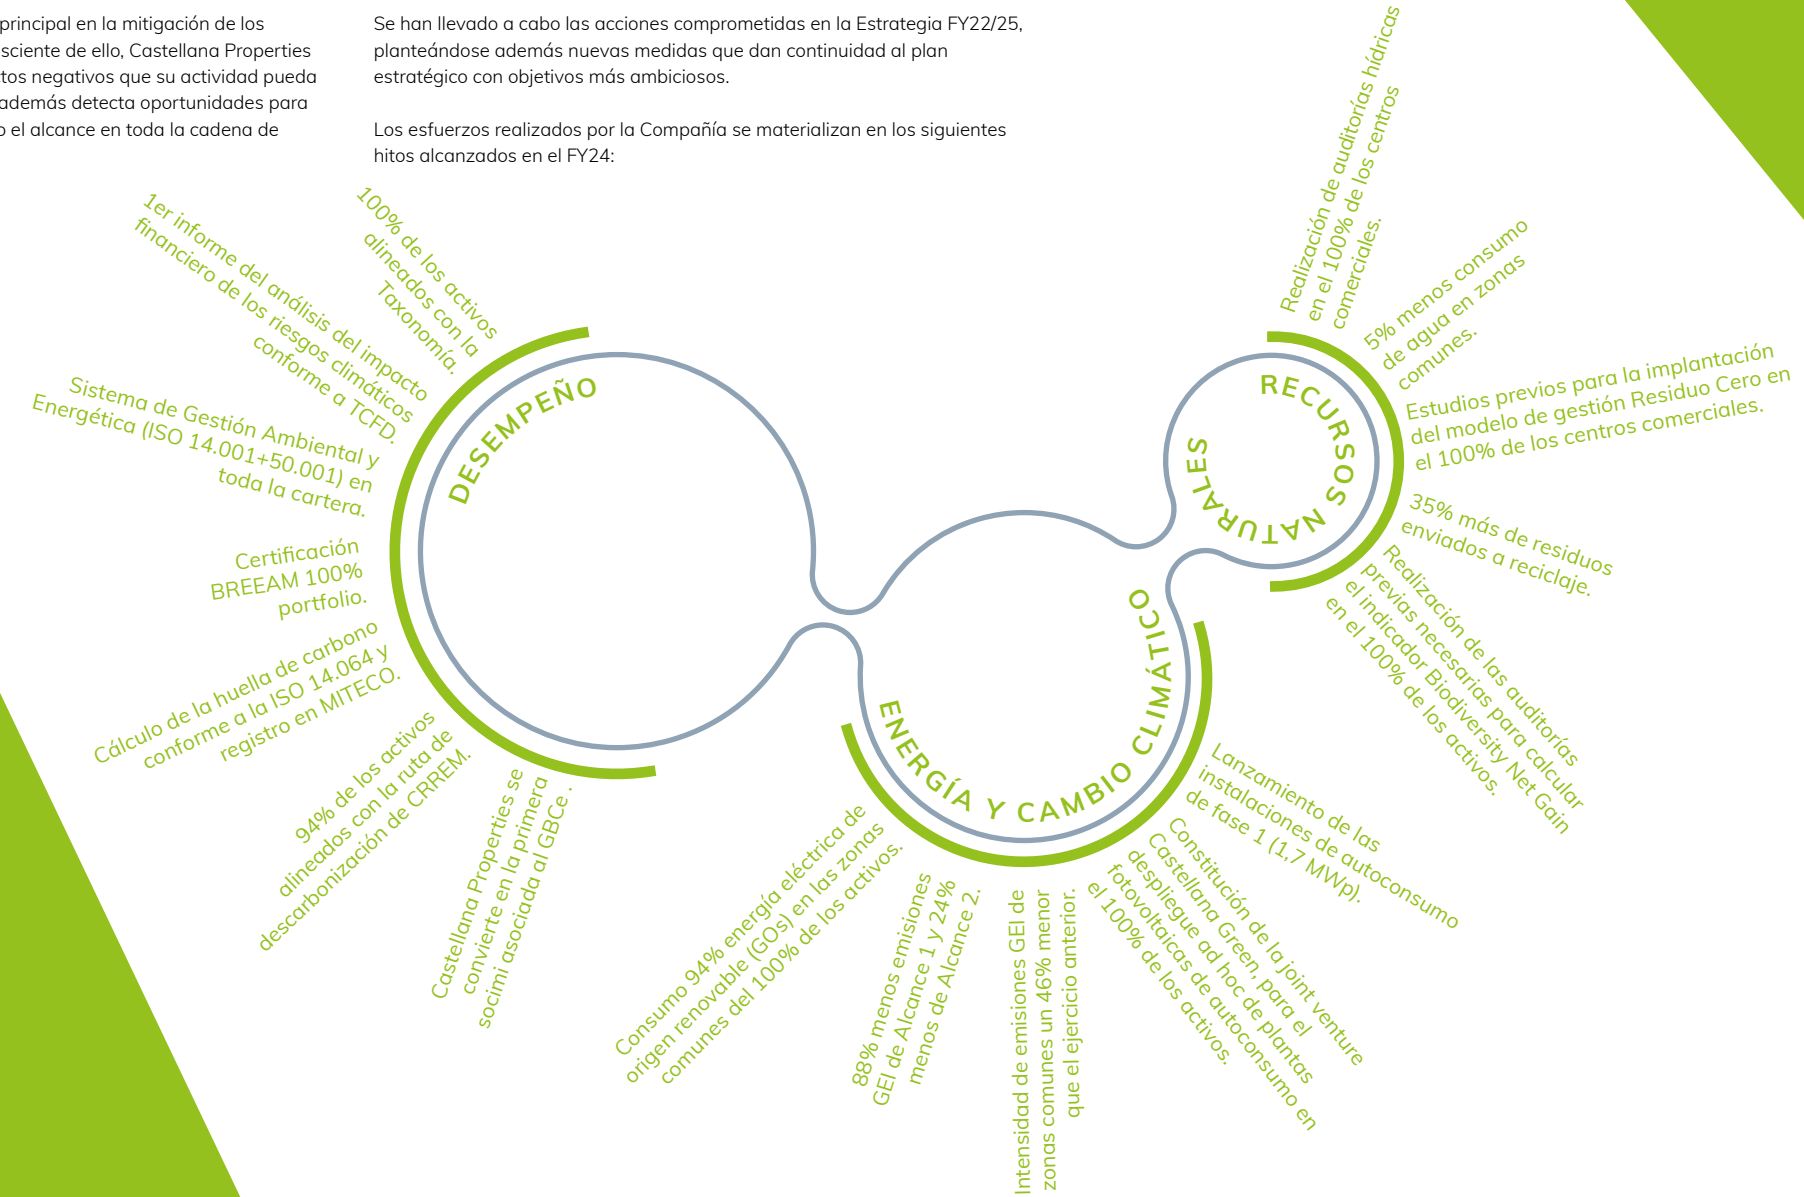 principal en la mitigación de los
sciente de ello, Castellana Properties
tos negativos que su actividad pueda
además detecta oportunidades para
o el alcance en toda la cadena de
Se han llevado a cabo las acciones comprometidas en la Estrategia FY22/25,
planteándose además nuevas medidas que dan continuidad al plan
estratégico con objetivos más ambiciosos.
Los esfuerzos realizados por la Compañía se materializan en los siguientes
hitos alcanzados en el FY24:
DESEMPEÑO
100% de los activos
alineados con la
Taxonomía.
1er informe del análisis del impacto
financiero de los riesgos climáticos
conforme a TCFD.
Sistema de Gestión Ambiental y
Energética (ISO 14.001+50.001) en
toda la cartera.
Certificación
BREEAM 100%
portfolio.
Cálculo de la huella de carbono
conforme a la ISO 14.064 y
registro en MITECO.
94% de los activos
alineados con la ruta de
descarbonización de CRREM.
Castellana Properties se
convierte en la primera
socimi asociada al GBCe .
ENERGÍA Y CAMBIO CLIMÁTICO
Consumo 94% energía eléctrica de
origen renovable (GOs) en las zonas
comunes del 100% de los activos.
88% menos emisiones
GEI de Alcance 1 y 24%
menos de Alcance 2.
Intensidad de emisiones GEI de
zonas comunes un 46% menor
que el ejercicio anterior.
Constitución de la joint venture
Castellana Green, para el
despliegue ad hoc de plantas
fotovoltaicas de autoconsumo en
el 100% de los activos.
Lanzamiento de las
instalaciones de autoconsumo
de fase 1 (1,7 MWp).
RECURSOS NATURALES
Realización de auditorías hídricas
en el 100% de los centros
comerciales.
5% menos consumo
de agua en zonas
comunes.
Estudios previos para la implantación
del modelo de gestión Residuo Cero en
el 100% de los centros comerciales.
35% más de residuos
enviados a reciclaje.
Realización de las auditorías
previas necesarias para calcular
el indicador Biodiversity Net Gain
en el 100% de los activos.